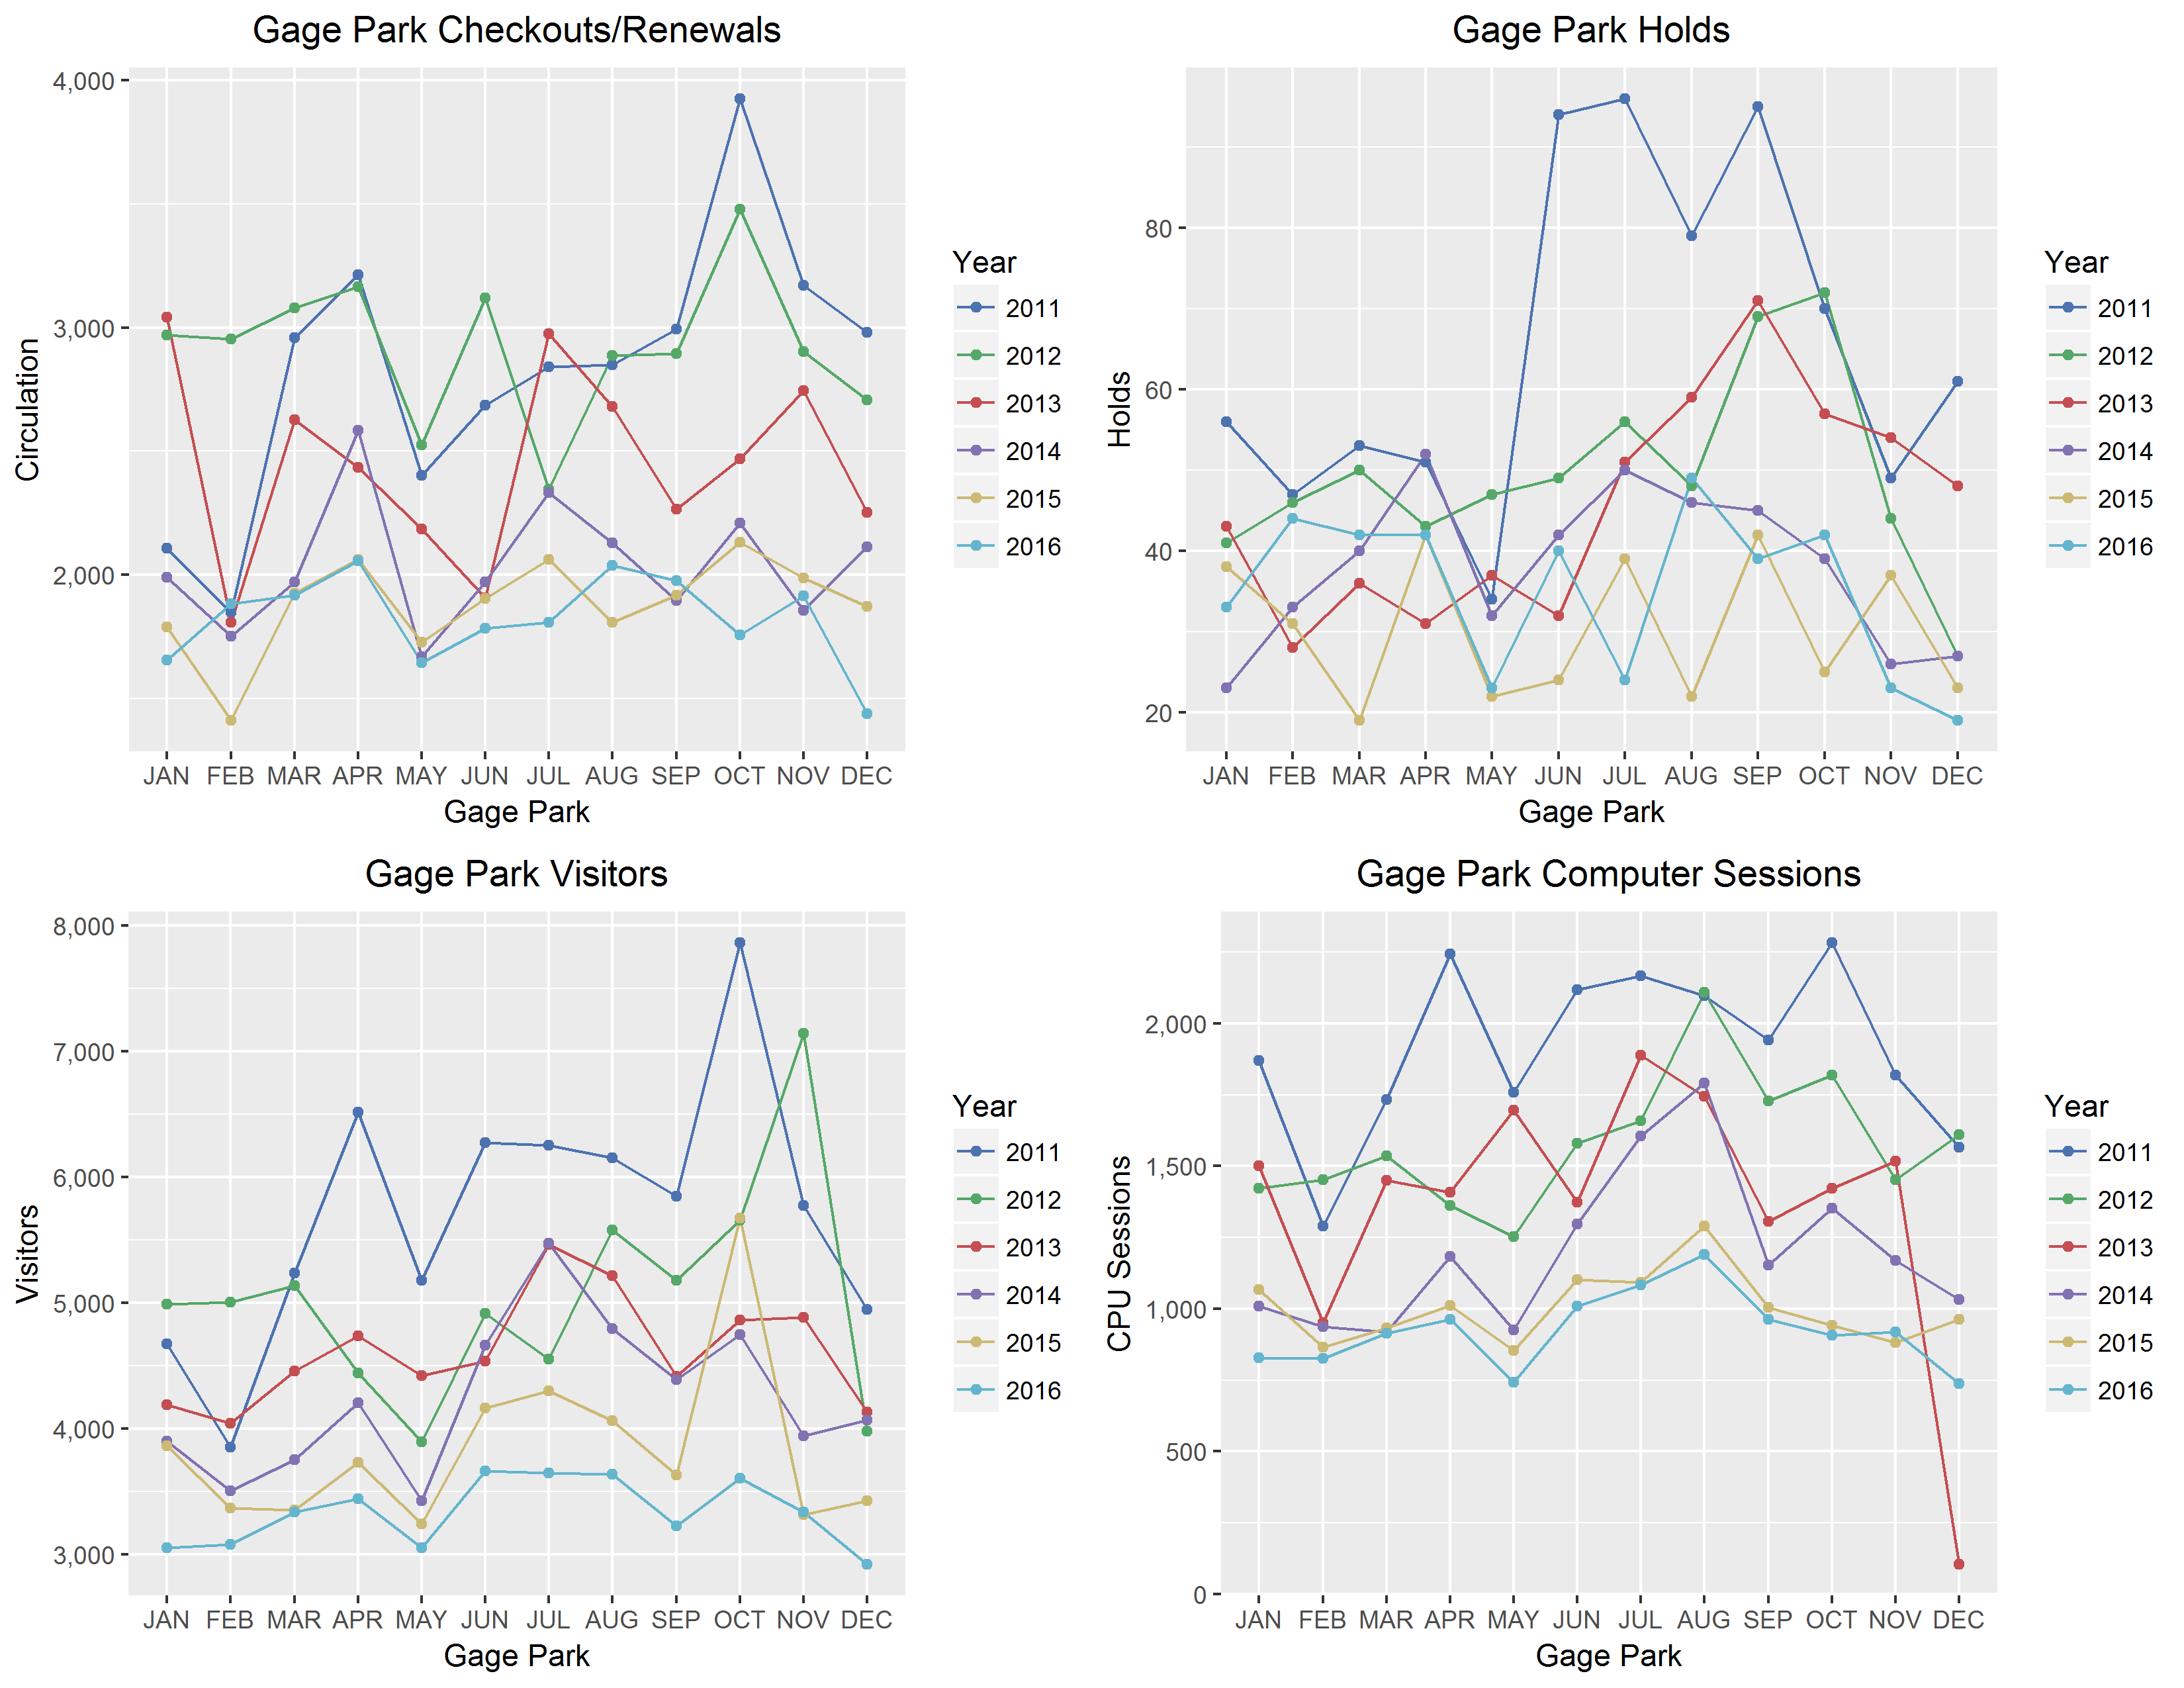 Gage Park Checkouts/Renewals
4,000
3,000
2,000
Circulation
JAN FEB MAR APR MAY JUN JUL AUG SEP OCT NOV DEC
Gage Park
Year
2011
2012
2013
2014
2015
2016
Gage Park Holds
80
60
40
20
Holds
JAN FEB MAR APR MAY JUN JUL AUG SEP OCT NOV DEC
Gage Park
Year
2011
2012
2013
2014
2015
2016
Gage Park Visitors
8,000
7,000
6,000
5,000
4,000
3,000
Visitors
JAN FEB MAR APR MAY JUN JUL AUG SEP OCT NOV DEC
Gage Park
Year
2011
2012
2013
2014
2015
2016
Gage Park Computer Sessions
2,000
1,500
1,000
500
0
CPU Sessions
JAN FEB MAR APR MAY JUN JUL AUG SEP OCT NOV DEC
Gage Park
Year
2011
2012
2013
2014
2015
2016